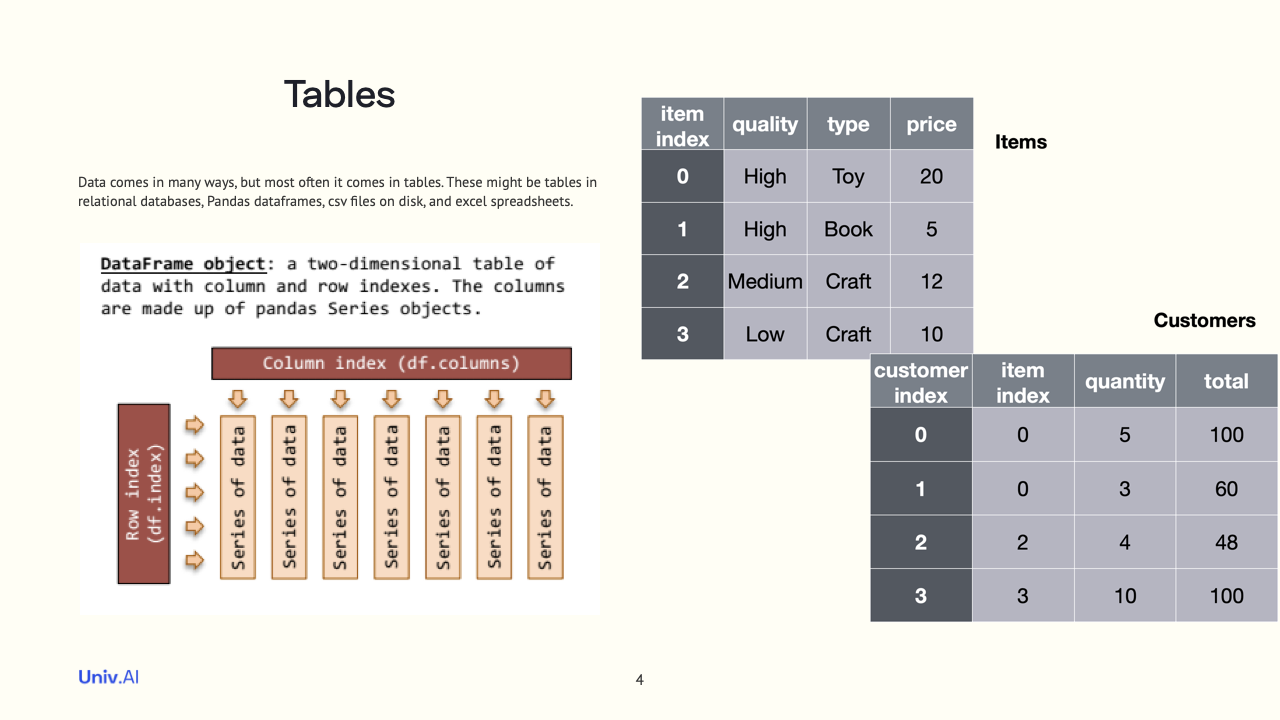 Tables
Data comes in many ways, but most often it comes in tables. These might be tables in
relational databases, Pandas dataframes, csv files on disk, and excel spreadsheets.
DataFrame object: a two-dimensional table of
data with column and row indexes. The columns
are made up of pandas Series objects.
Column index (df.columns)
Row index
(df.index)
Series of data
Series of data
Series of data
Series of data
Series of data
Series of data
Series of data
Items
item
index
quality type price
0 High Toy 20
1 High Book 5
2 Medium Craft 12
3 Low Craft 10
Customers
customer
index
item
index
quantity total
0 0 5 100
1 0 3 60
2 2 4 48
3 3 10 100
Univ.AI
4